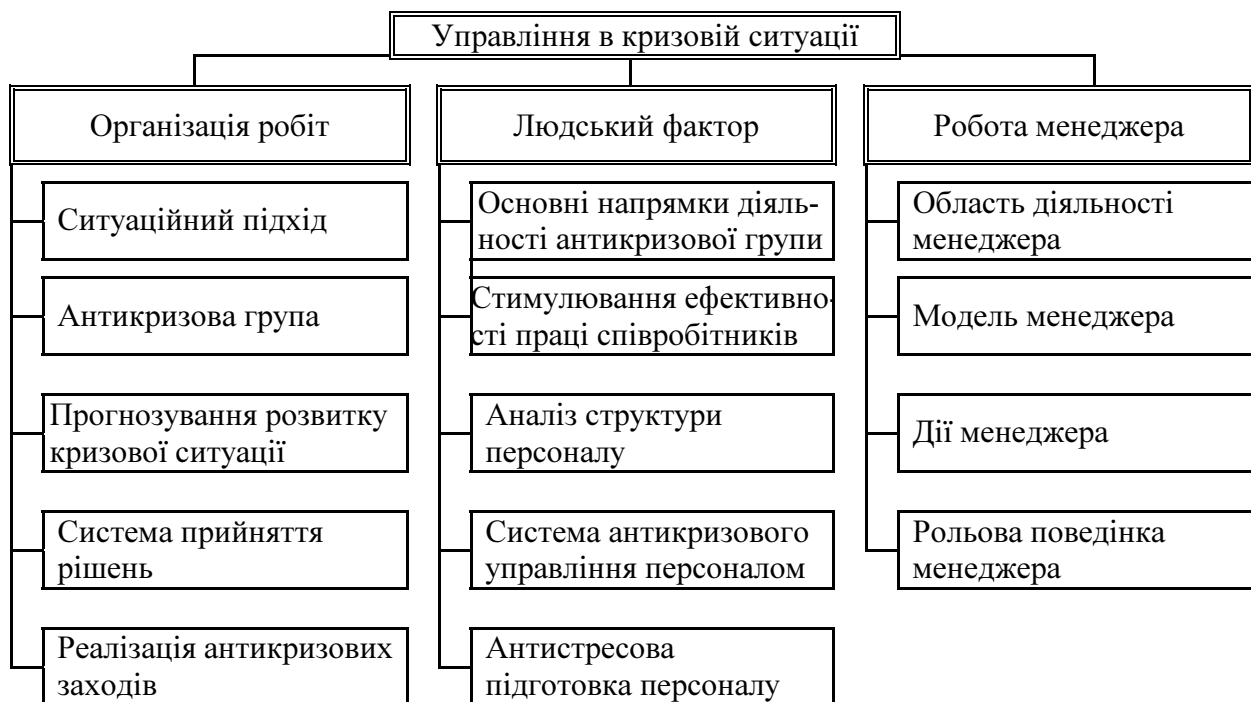 Управління в кризовій ситуації
Організація робіт
Ситуаційний підхід
Антикризова група
Прогнозування розвитку
кризової ситуації
Система прийняття
рішень
Реалізація антикризових
заходів
Людський фактор
Основні напрямки діяль-
ності антикризової групи
Стимулювання ефективно-
сті праці співробітників
Аналіз структури
персоналу
Система антикризового
управління персоналом
Антистресова
підготовка персоналу
Робота менеджера
Область діяльності
менеджера
Модель менеджера
Дії менеджера
Рольова поведінка
менеджера